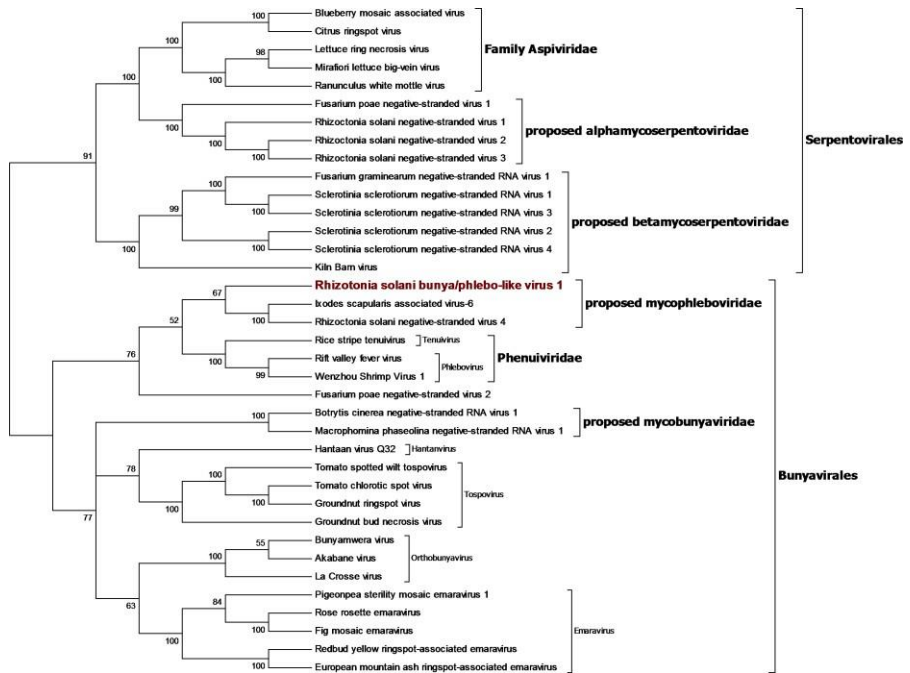 Blueberry mosaic associated virus
Citrus ringspot virus
Lettuce ring necrosis virus
Mirafiori lettuce big-vein virus
Ranunculus white mottle virus
Family Aspiviridae
Fusarium poae negative-stranded virus 1
Rhizoctonia solani negative-stranded virus 1
Rhizoctonia solani negative-stranded virus 2
Rhizoctonia solani negative-stranded virus 3
proposed alphamycoserpentoviridae
Fusarium graminearum negative-stranded RNA virus 1
Sclerotinia sclerotiorum negative-stranded RNA virus 1
Sclerotinia sclerotiorum negative-stranded RNA virus 3
Sclerotinia sclerotiorum negative-stranded RNA virus 2
Sclerotinia sclerotiorum negative-stranded RNA virus 4
Kiln Barn virus
proposed betamycoserpentoviridae
Serpentovirales
Rhizotonia solani bunya/phlebo-like virus 1
Ixodes scapularis associated virus-6
Rhizoctonia solani negative-stranded virus 4
proposed mycophleboviridae
Rice stripe tenuivirus
Tenuivirus
Rift valley fever virus
Wenzhou Shrimp Virus 1
Phlebovirus
Phenuiviridae
Fusarium poae negative-stranded virus 2
Botrytis cinerea negative-stranded RNA virus 1
Macrophomina phaseolina negative-stranded RNA virus 1
proposed mycobunyaviridae
Hantaan virus Q32
Hantanvirus
Tomato spotted wilt tospovirus
Tomato chlorotic spot virus
Groundnut ringspot virus
Groundnut bud necrosis virus
Tospovirus
Bunyavirales
Bunyamwera virus
Akabane virus
La Crosse virus
Orthobunyavirus
Pigeonpea sterility mosaic emaravirus 1
Rose rosette emaravirus
Fig mosaic emaravirus
Redbud yellow ringspot-associated emaravirus
European mountain ash ringspot-associated emaravirus
Emaravirus
100
100
98
100
100
100
100
100
91
100
100
99
100
100
67
100
52
100
99
76
100
78
100
100
100
77
55
100
63
84
100
100
100